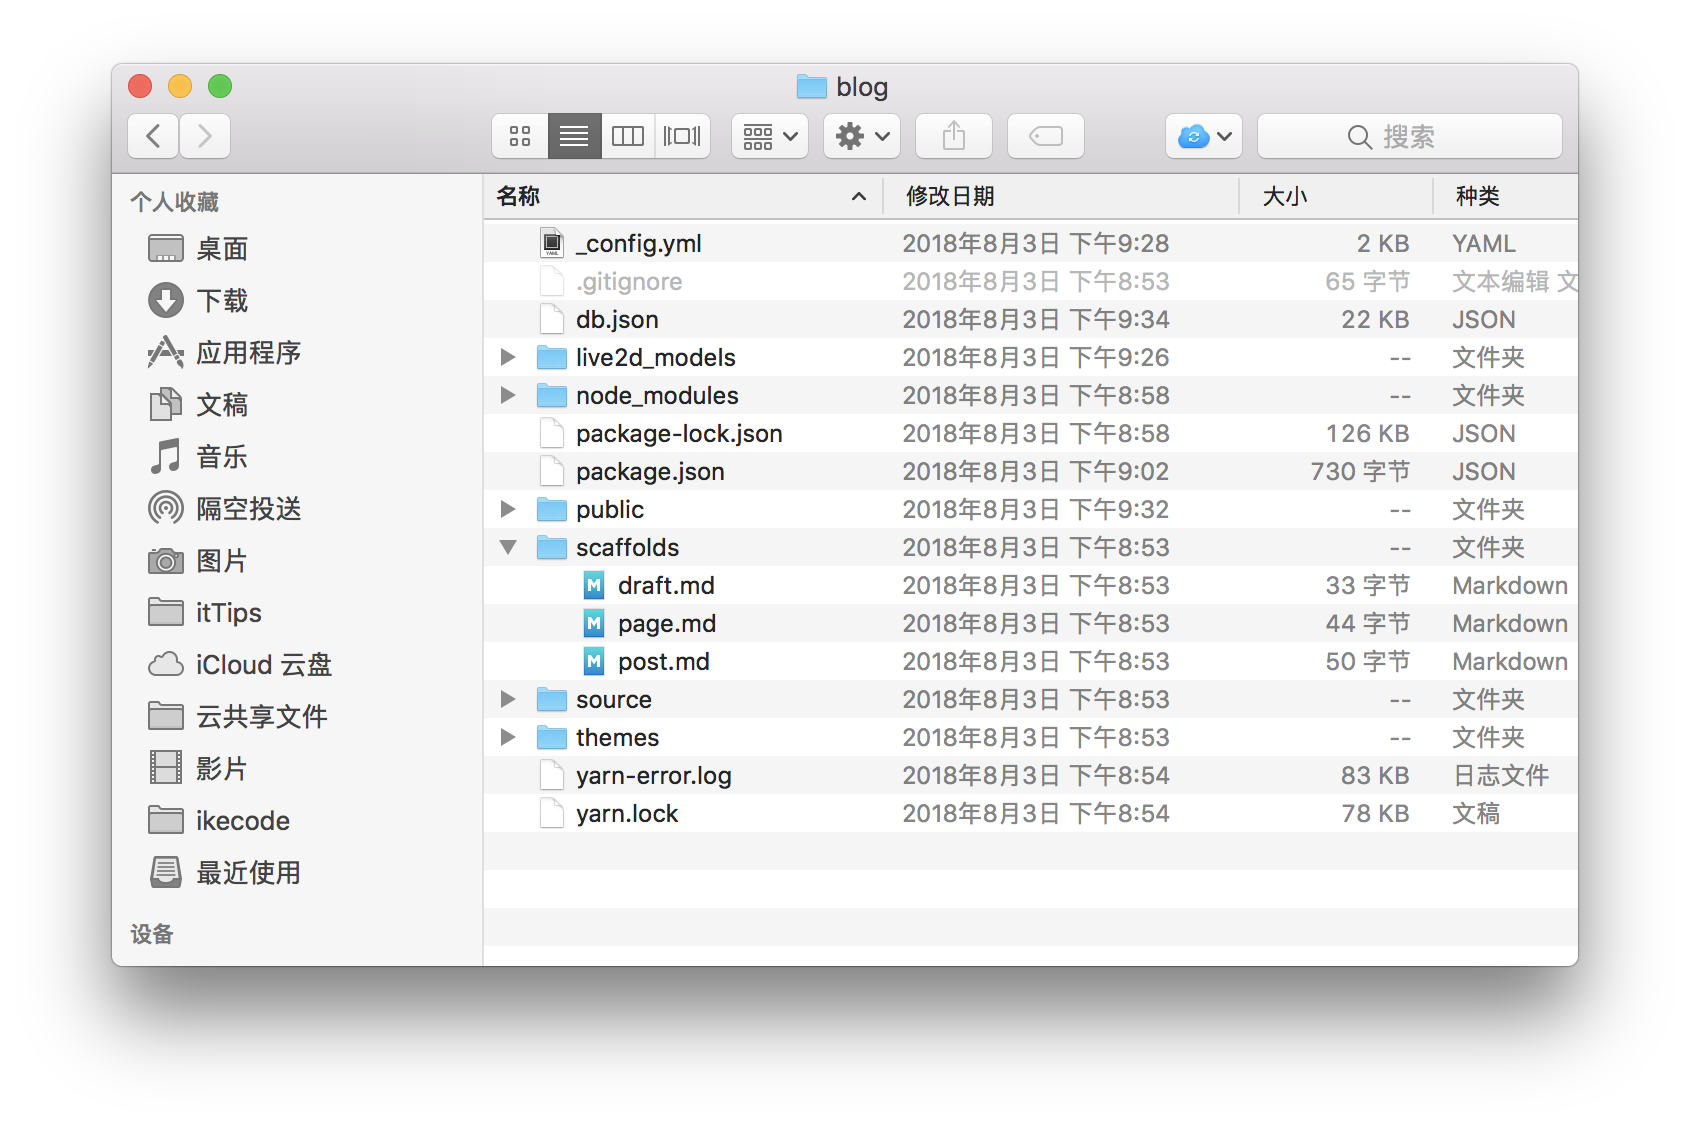 blog
搜索
个人收藏
桌面
下载
应用程序
文稿
音乐
隔空投送
图片
itTips
iCloud 云盘
云共享文件
影片
ikecode
最近使用
设备
名称 修改日期 大小 种类
_config.yml 2018年8月3日 下午9:28 2 KB YAML
.gitignore 2018年8月3日 下午8:53 65 字节 文本编辑 文
db.json 2018年8月3日 下午9:34 22 KB JSON
live2d_models 2018年8月3日 下午9:26 -- 文件夹
node_modules 2018年8月3日 下午8:58 -- 文件夹
package-lock.json 2018年8月3日 下午8:58 126 KB JSON
package.json 2018年8月3日 下午9:02 730 字节 JSON
public 2018年8月3日 下午9:32 -- 文件夹
scaffolds 2018年8月3日 下午8:53 -- 文件夹
draft.md 2018年8月3日 下午8:53 33 字节 Markdown
page.md 2018年8月3日 下午8:53 44 字节 Markdown
post.md 2018年8月3日 下午8:53 50 字节 Markdown
source 2018年8月3日 下午8:53 -- 文件夹
themes 2018年8月3日 下午8:53 -- 文件夹
yarn-error.log 2018年8月3日 下午8:54 83 KB 日志文件
yarn.lock 2018年8月3日 下午8:54 78 KB 文稿